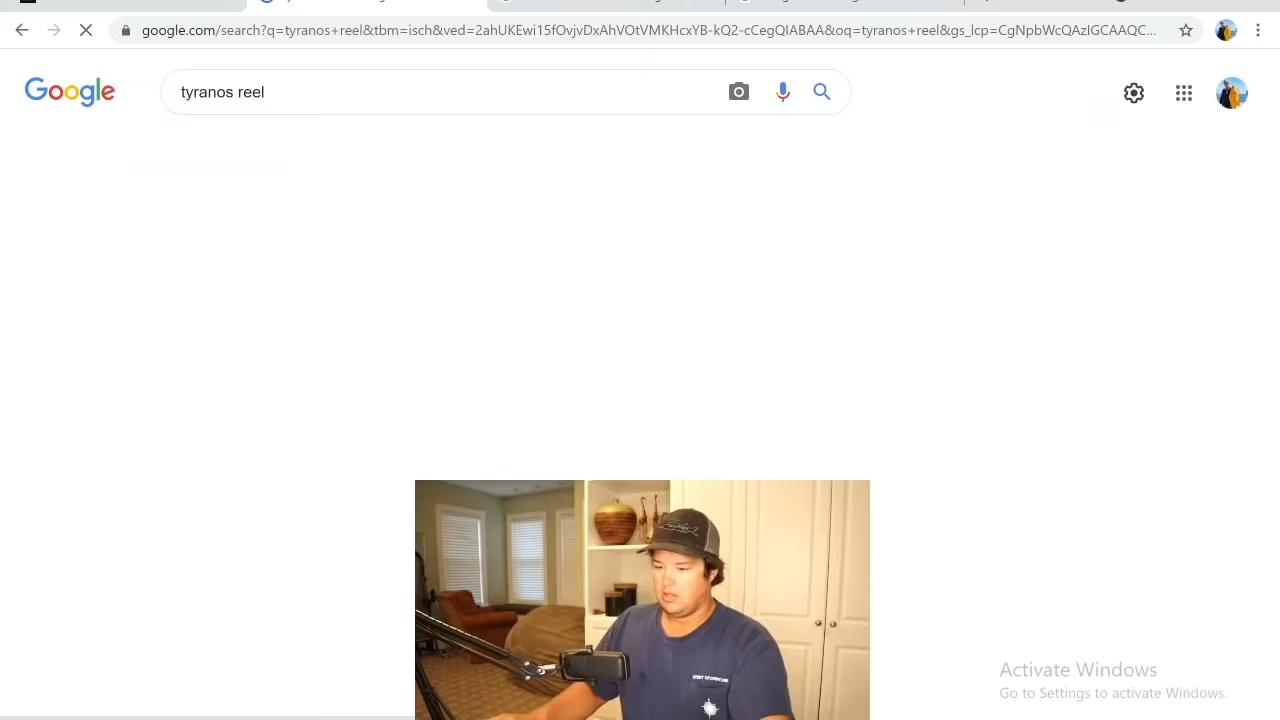 google.com/search?q=tyranos+reel&tbm=isch&ved=2ahUKEwi15fOvjvDxAhVOtVMKHcxYB-kQ2-cCegQIABAA&oq=tyranos+reel&gs_lcp=CgNpbWcQAzIGCAAQC...
Google
tyranos reel
Activate Windows
Go to Settings to activate Windows.